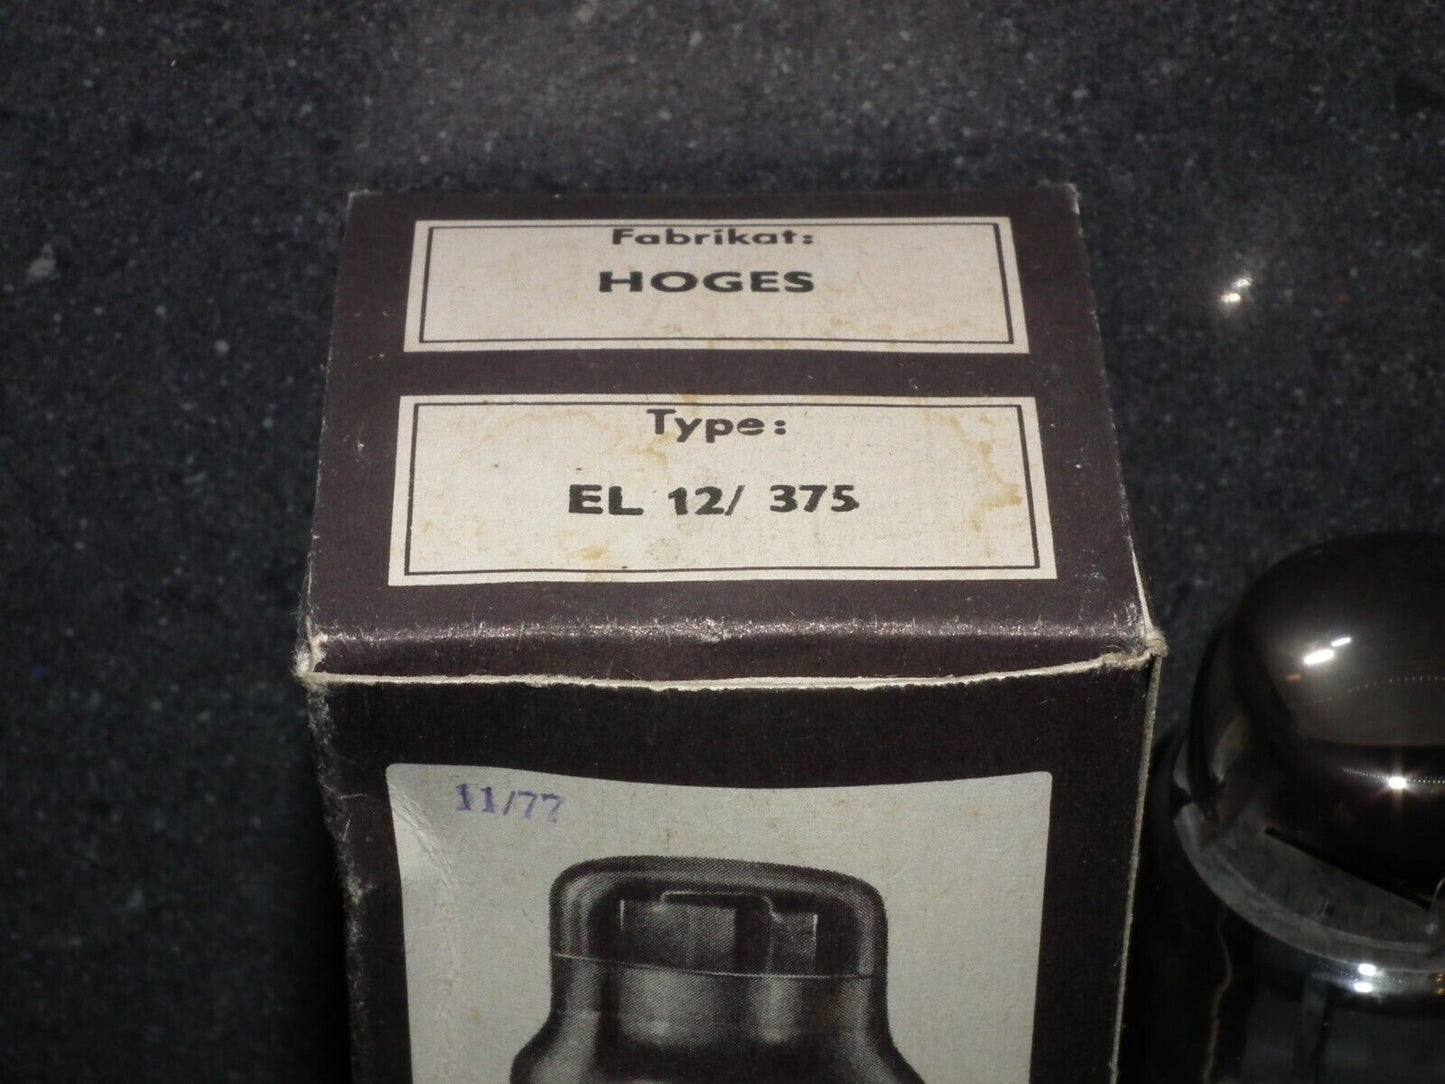 Fabrikat:
HOGES
Type:
EL 12/ 375
11/77